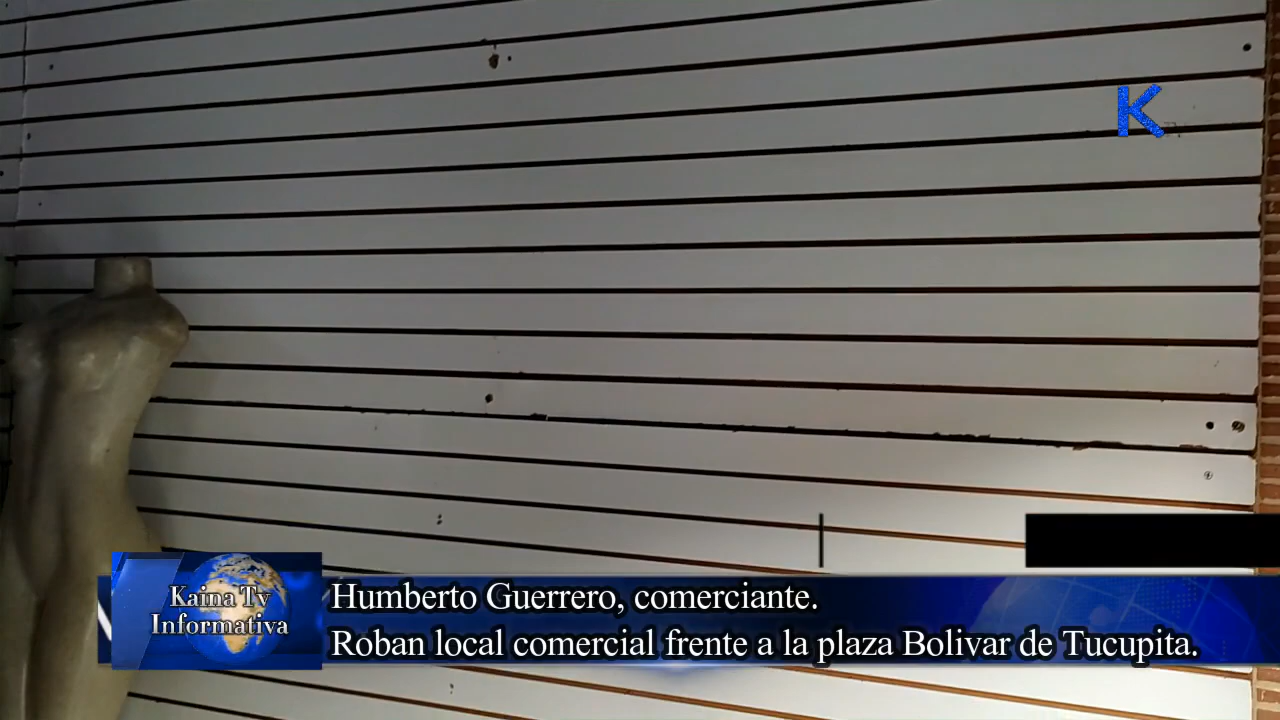 K
Kaina Tv
Informativa
Humberto Guerrero, comerciante.
Roban local comercial frente a la plaza Bolivar de Tucupita.